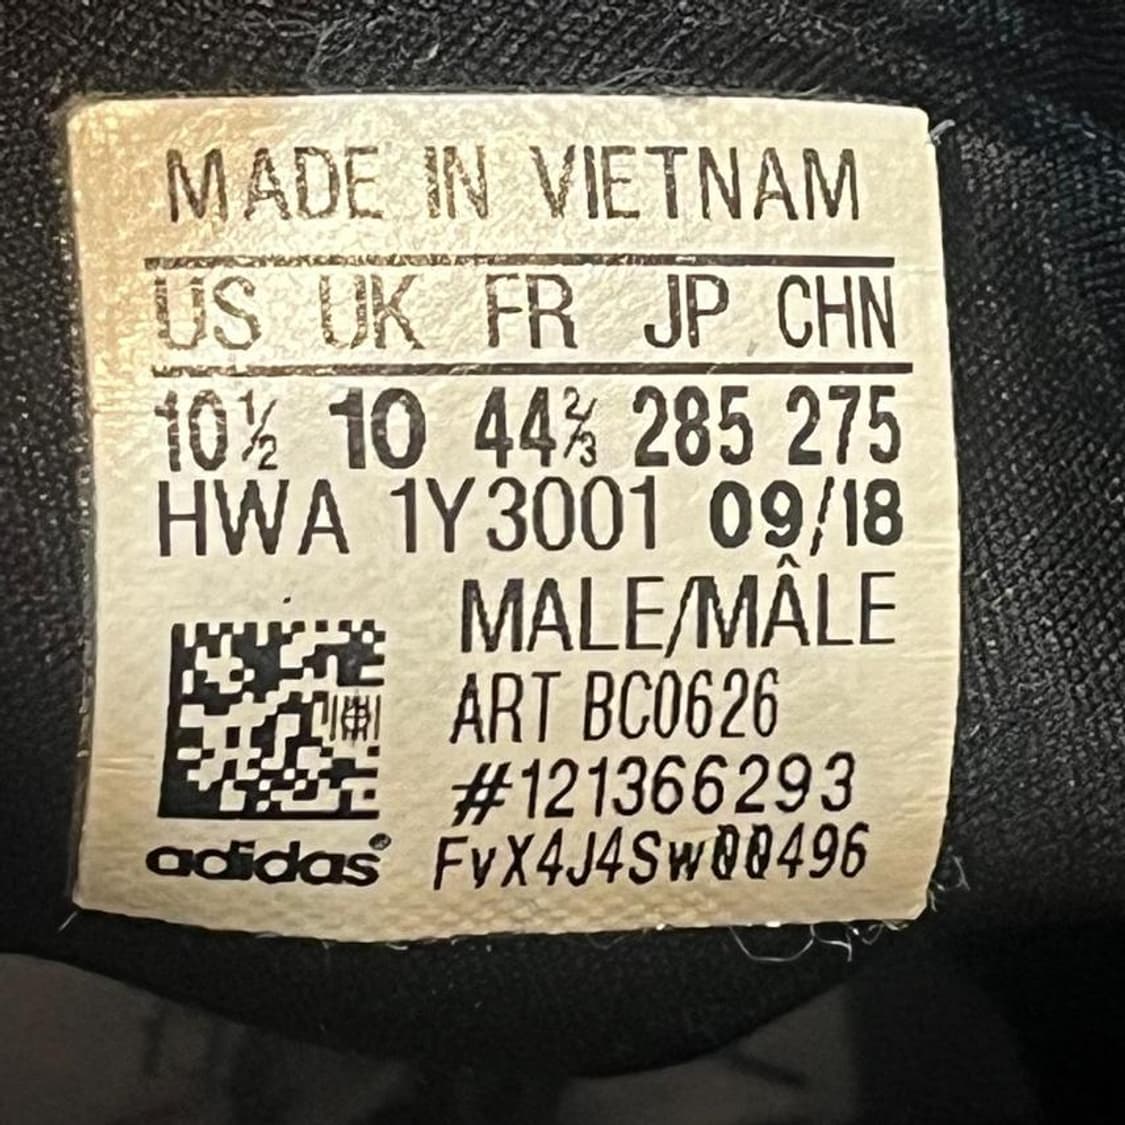 MADE IN VIETNAM
US UK FR JP CHN
10½ 10 44⅔ 285 275
HWA 1Y3001 09/18
MALE/MÂLE
ART BC0626
#121366293
adidas® FvX4J4Sw00496